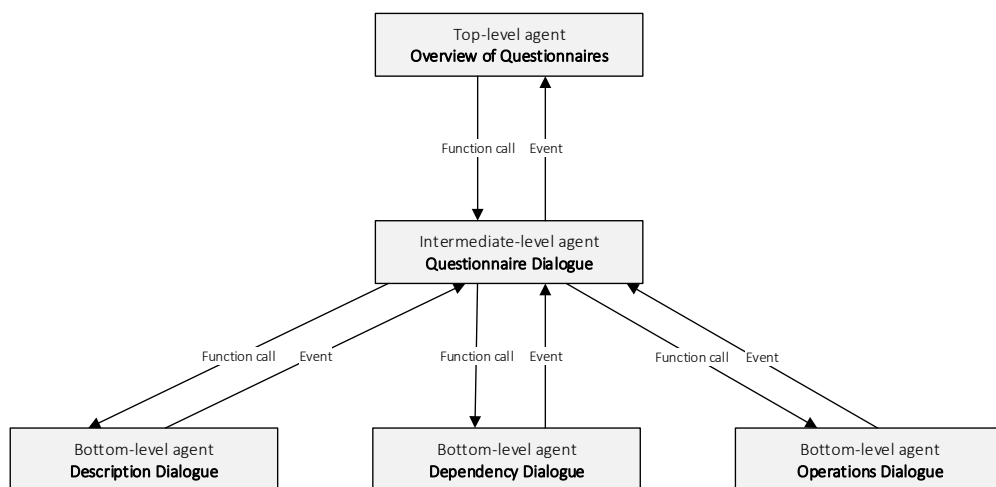 Top-level agent
Overview of Questionnaires
Function call
Event
Intermediate-level agent
Questionnaire Dialogue
Function call
Event
Function call
Event
Function call
Event
Bottom-level agent
Description Dialogue
Bottom-level agent
Dependency Dialogue
Bottom-level agent
Operations Dialogue